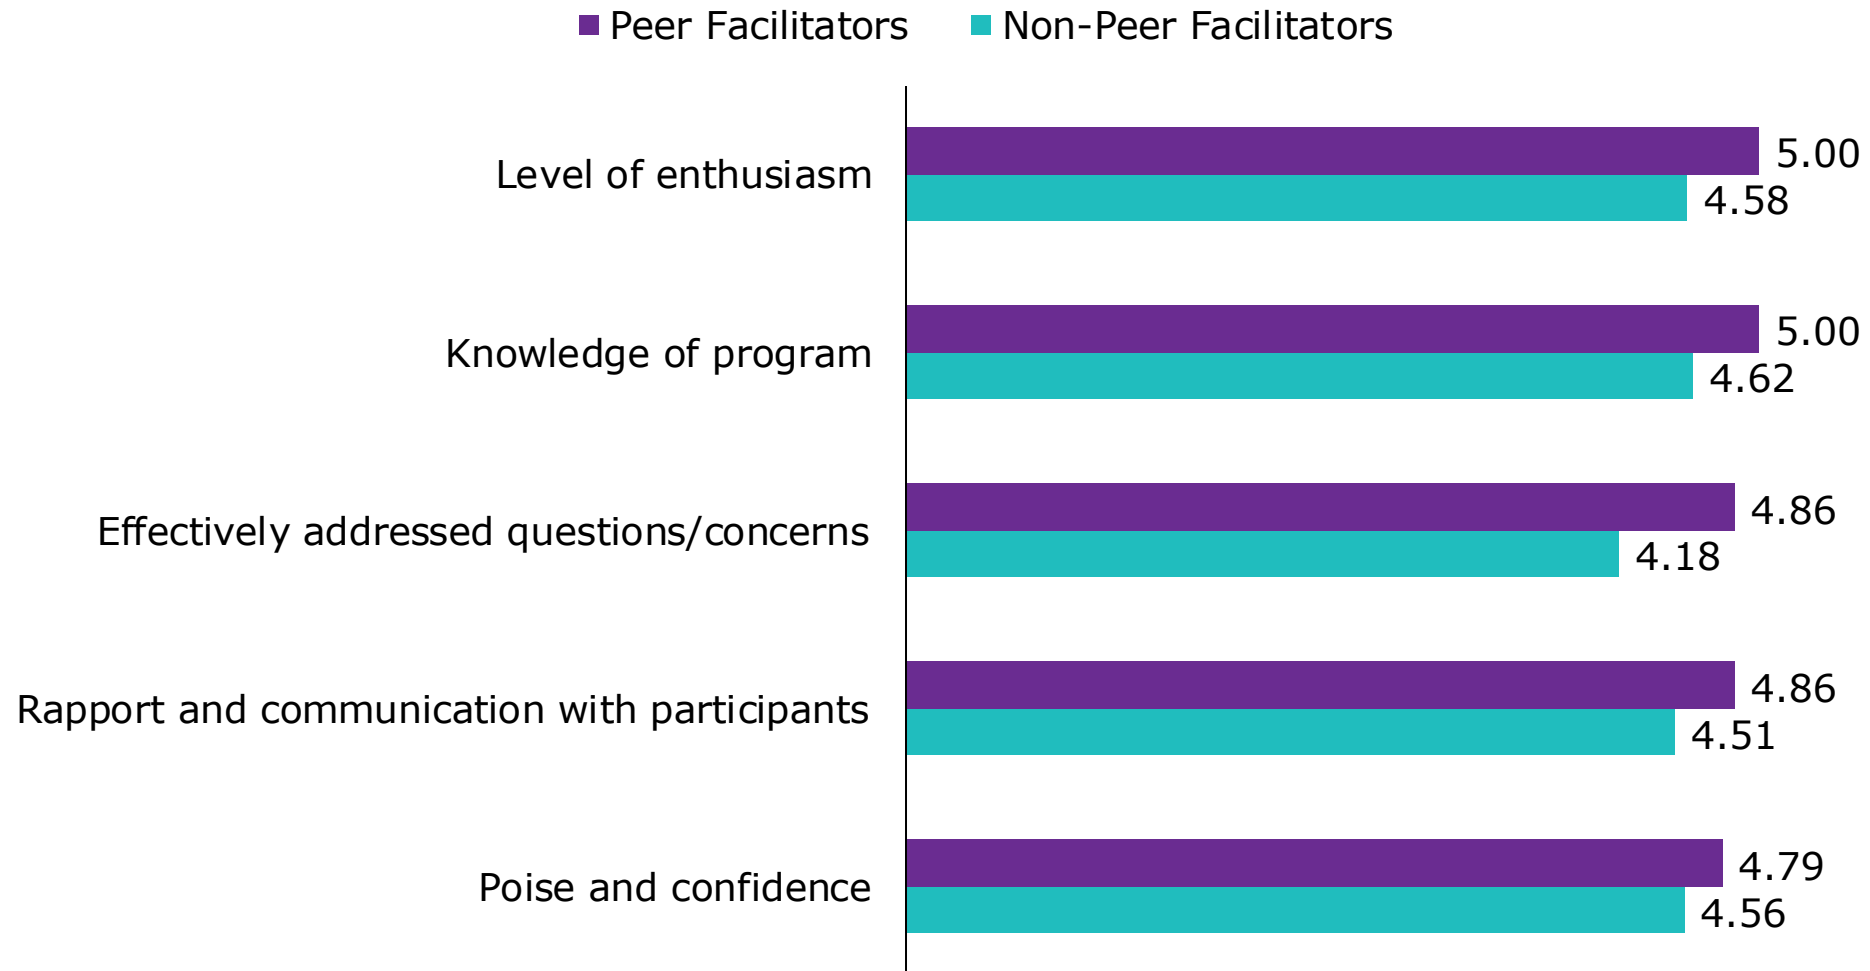 Peer Facilitators Non-Peer Facilitators
Level of enthusiasm
5.00
4.58
Knowledge of program
5.00
4.62
Effectively addressed questions/concerns
4.86
4.18
Rapport and communication with participants
4.86
4.51
Poise and confidence
4.79
4.56